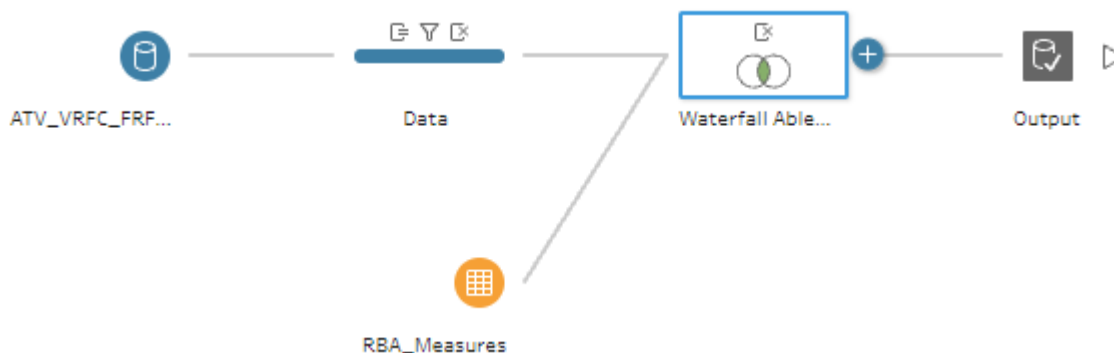 ATV_VRFC_FRF...
Data
Waterfall Able...
Output
RBA_Measures